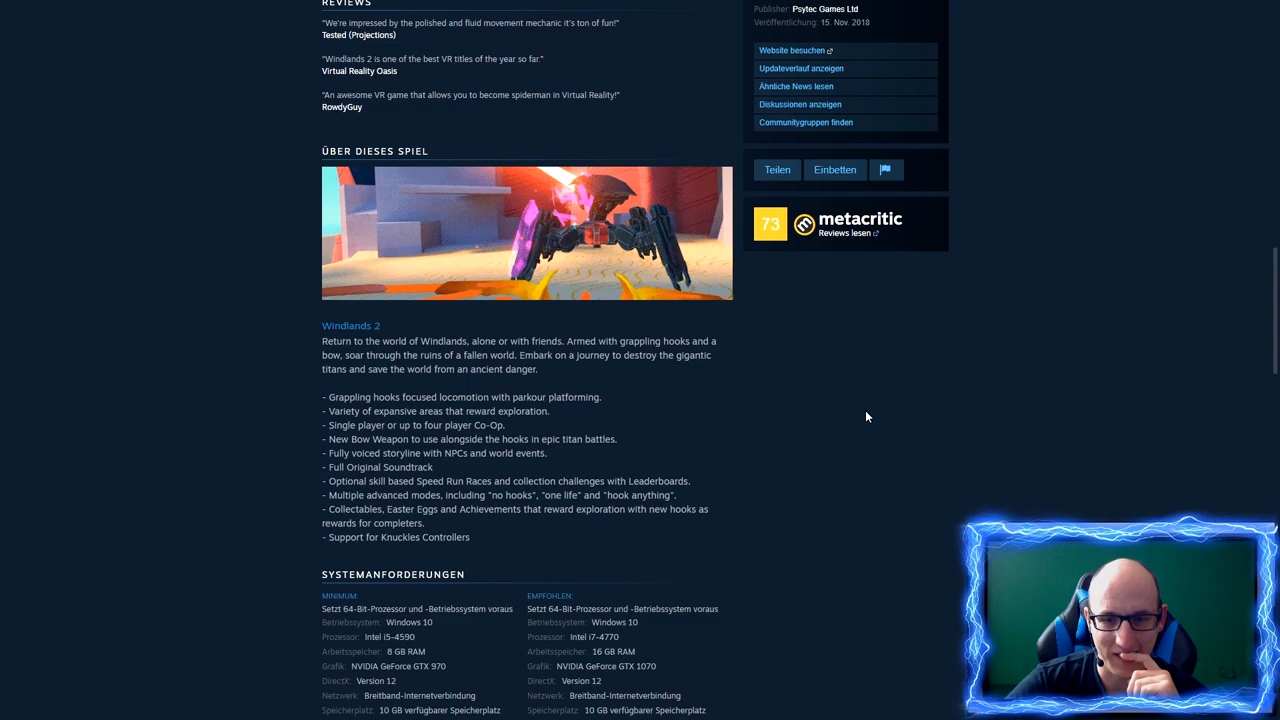 REVIEWS
"We're impressed by the polished and fluid movement mechanic it's ton of fun!"
Tested (Projections)
"Windlands 2 is one of the best VR titles of the year so far."
Virtual Reality Oasis
"An awesome VR game that allows you to become spiderman in Virtual Reality!"
RowdyGuy
ÜBER DIESES SPIEL
Windlands 2
Return to the world of Windlands, alone or with friends. Armed with grappling hooks and a
bow, soar through the ruins of a fallen world. Embark on a journey to destroy the gigantic
titans and save the world from an ancient danger.
- Grappling hooks focused locomotion with parkour platforming.
- Variety of expansive areas that reward exploration.
- Single player or up to four player Co-Op.
- New Bow Weapon to use alongside the hooks in epic titan battles.
- Fully voiced storyline with NPCs and world events.
- Full Original Soundtrack
- Optional skill based Speed Run Races and collection challenges with Leaderboards.
- Multiple advanced modes, including "no hooks", "one life" and "hook anything".
- Collectables, Easter Eggs and Achievements that reward exploration with new hooks as
rewards for completers.
- Support for Knuckles Controllers
SYSTEMANFORDERUNGEN
MINIMUM:
Setzt 64-Bit-Prozessor und -Betriebssystem voraus
Betriebssystem: Windows 10
Prozessor: Intel i5-4590
Arbeitsspeicher: 8 GB RAM
Grafik: NVIDIA GeForce GTX 970
DirectX: Version 12
Netzwerk: Breitband-Internetverbindung
Speicherplatz: 10 GB verfügbarer Speicherplatz
EMPFOHLEN:
Setzt 64-Bit-Prozessor und -Betriebssystem voraus
Betriebssystem: Windows 10
Prozessor: Intel i7-4770
Arbeitsspeicher: 16 GB RAM
Grafik: NVIDIA GeForce GTX 1070
DirectX: Version 12
Netzwerk: Breitband-Internetverbindung
Speicherplatz: 10 GB verfügbarer Speicherplatz
Publisher: Psytec Games Ltd
Veröffentlichung: 15. Nov. 2018
Website besuchen
Updateverlauf anzeigen
Ähnliche News lesen
Diskussionen anzeigen
Communitygruppen finden
Teilen
Einbetten
73
metacritic
Reviews lesen